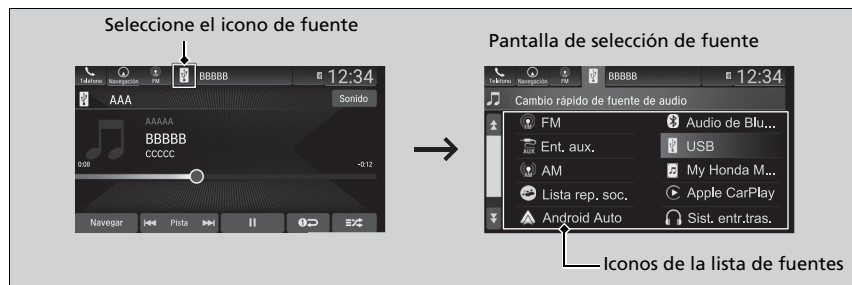 Seleccione el icono de fuente
Teléfono Navegación FM BBBBB 12:34
AAA Sonido
AAAAA
BBBBB
CCCCC
0:08 -0:12
Navegar Pista
Pantalla de selección de fuente
Teléfono Navegación FM BBBBB 12:34
Cambio rápido de fuente de audio
FM Audio de Blu...
AUX Ent. aux. USB
AM My Honda M...
Lista rep. soc. Apple CarPlay
Android Auto Sist. entr.tras.
Iconos de la lista de fuentes